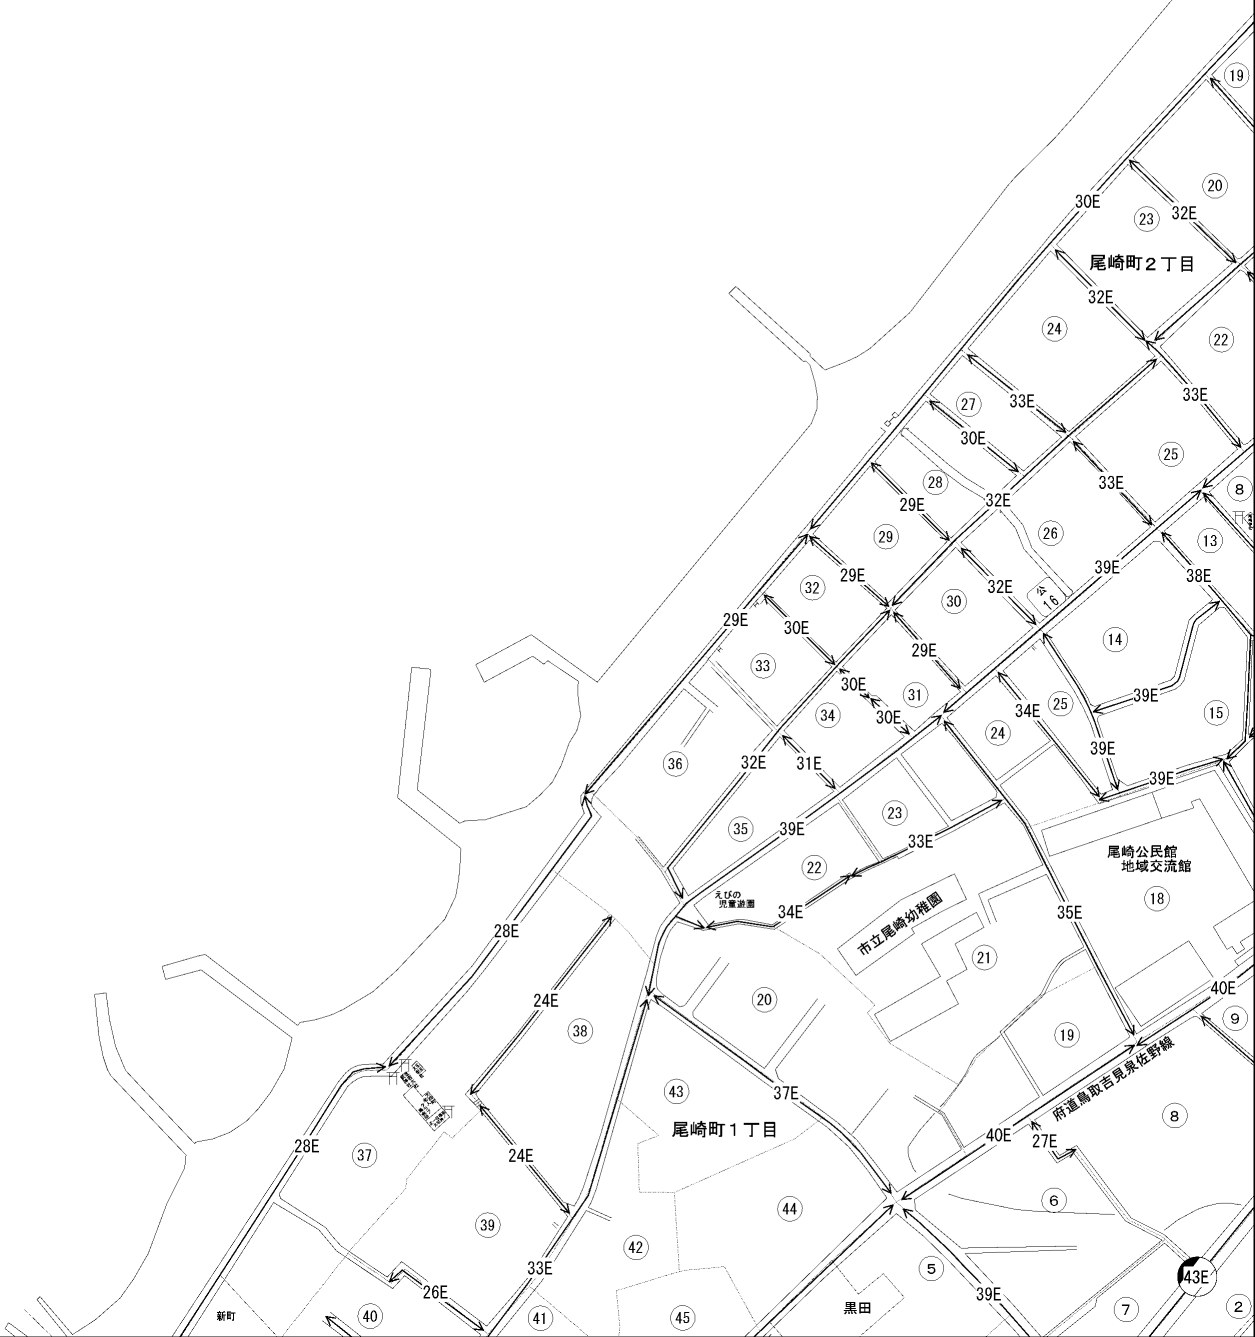 19
20
30E
23
32E
尾崎町２丁目
32E
24
22
33E
27
33E
30E
25
33E
28
8
32E
29E
29
26
13
39E
38E
29E
32
32E
公
16
30
29E
30E
14
29E
33
30E
31
39E
25
34E
15
34
30E
24
39E
36
32E
31E
39E
23
35
39E
33E
尾崎公民館
地域交流館
22
18
えびの
児童遊園
34E
市立尾崎幼稚園
35E
28E
21
40E
24E
20
38
19
9
府道鳥取吉見泉佐野線
43
37E
8
尾崎町１丁目
40E
27E
28E
37
24E
6
44
39
42
5
33E
43E
26E
39E
黒田
新町
40
41
45
7
2